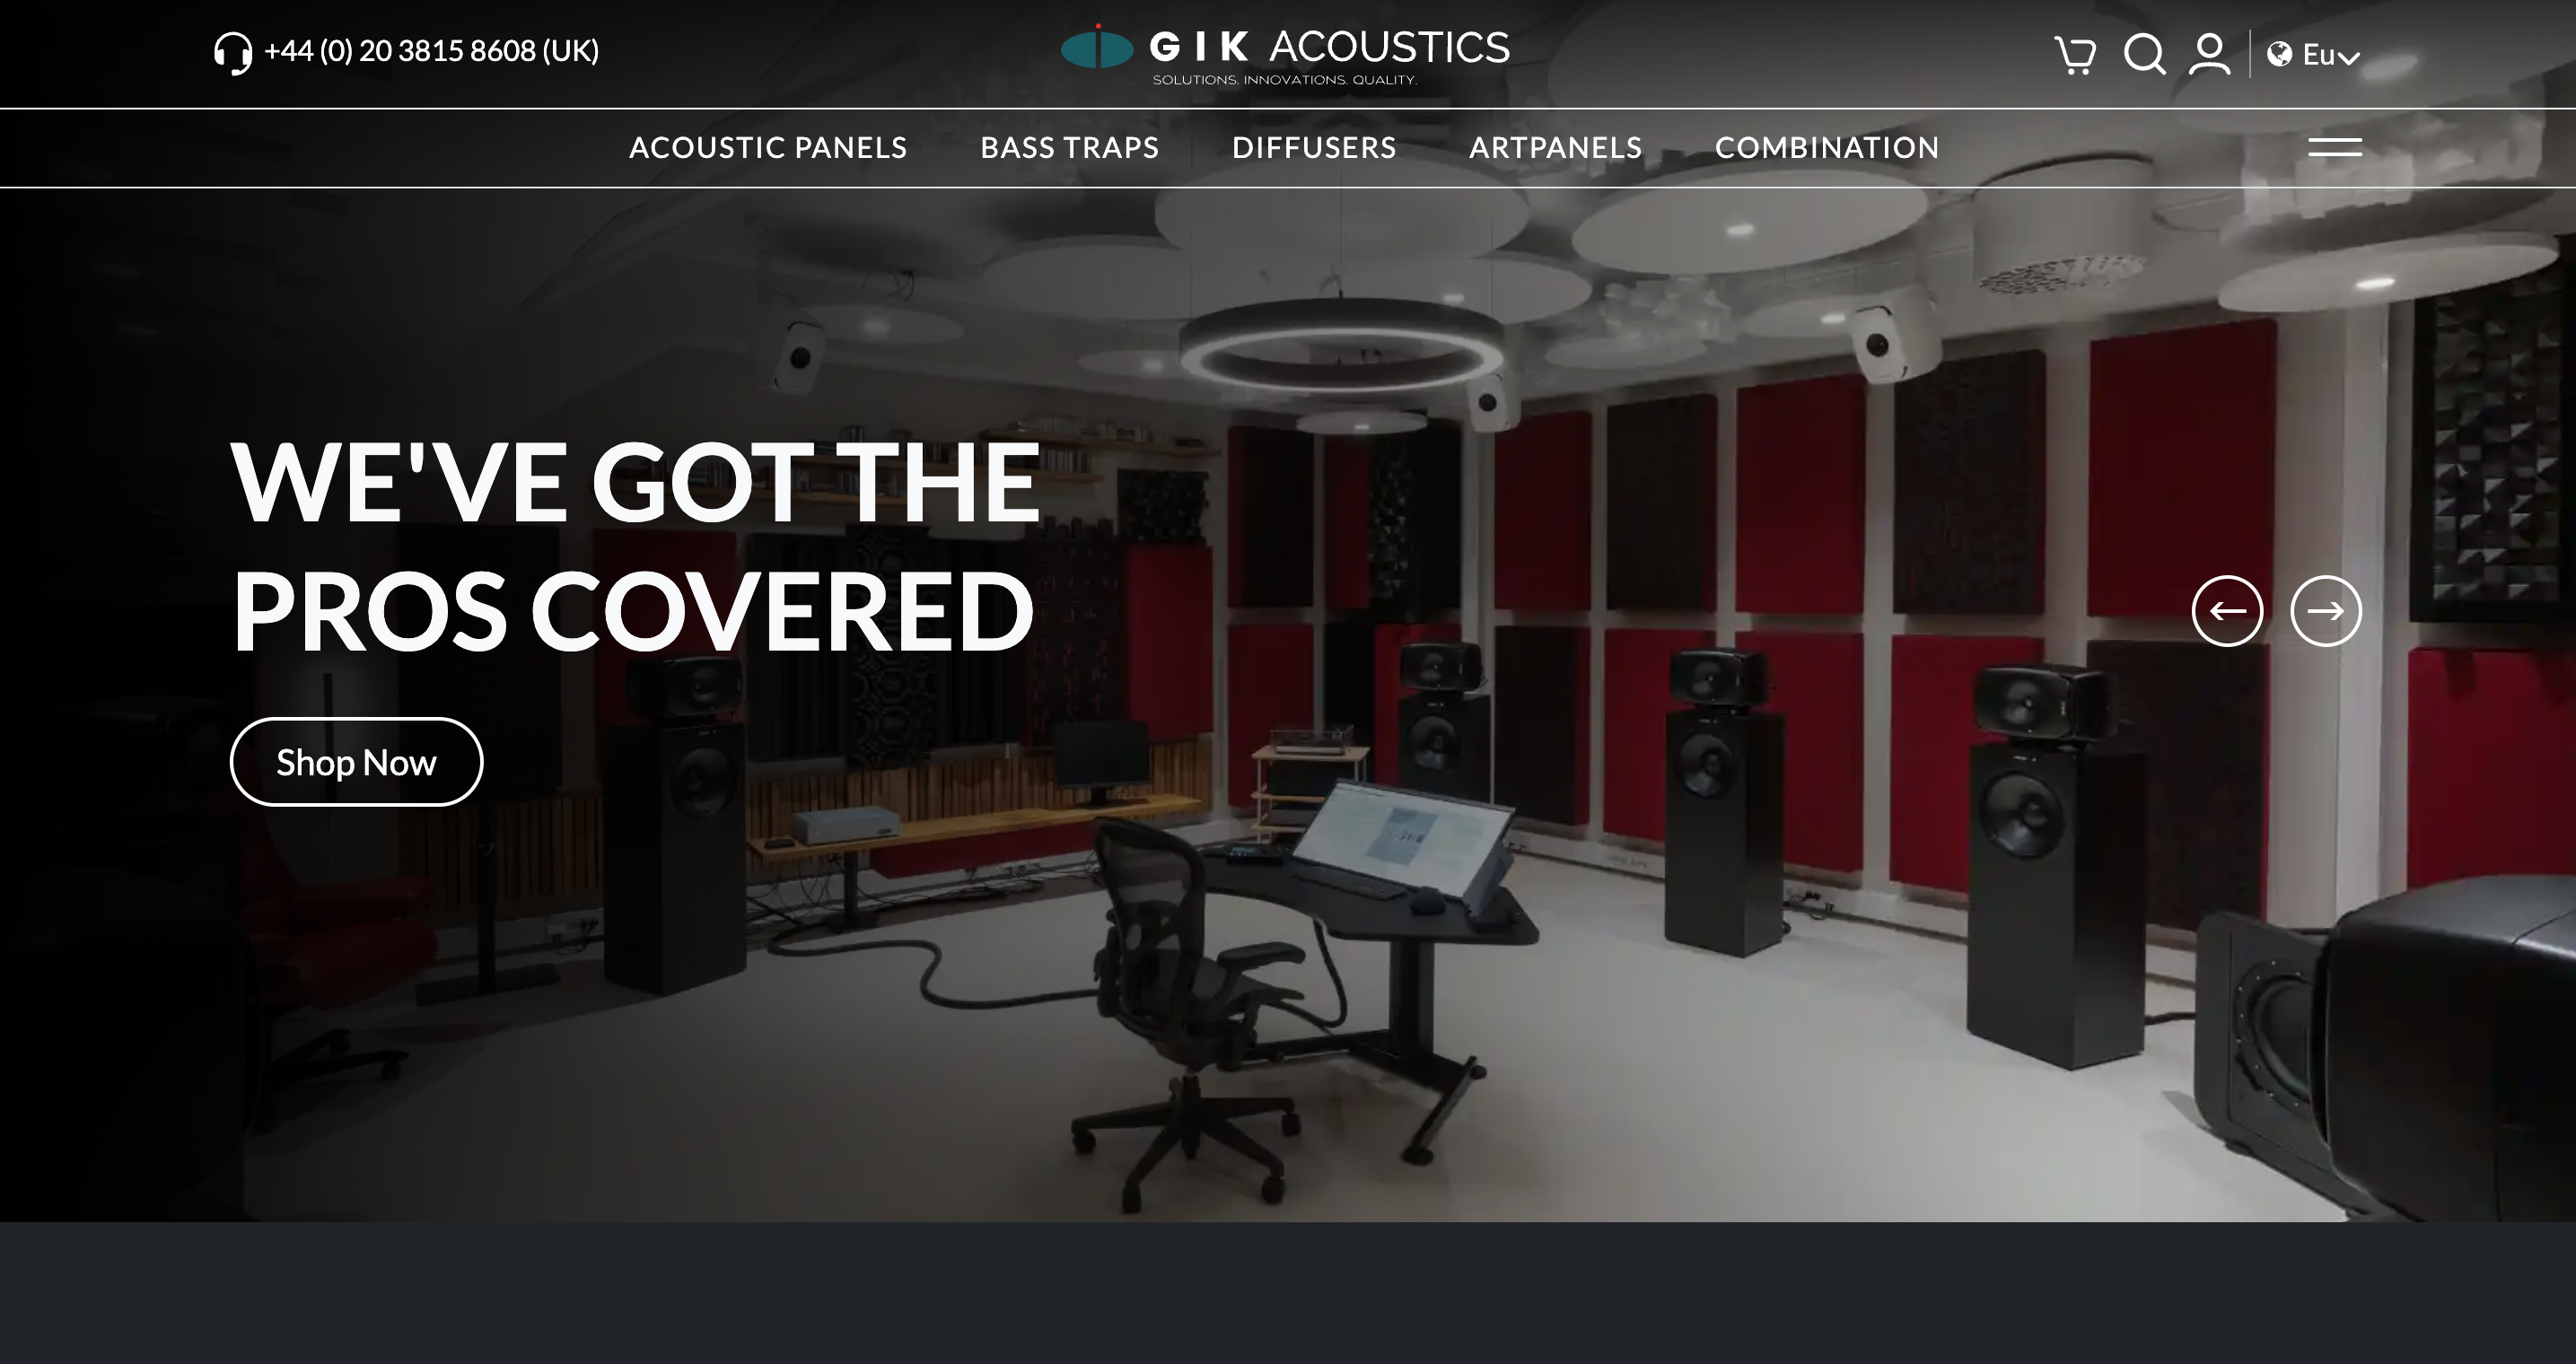 +44 (0) 20 3815 8608 (UK)
GIK ACOUSTICS
SOLUTIONS. INNOVATIONS. QUALITY.
Eu
ACOUSTIC PANELS
BASS TRAPS
DIFFUSERS
ARTPANELS
COMBINATION
WE'VE GOT THE
PROS COVERED
Shop Now